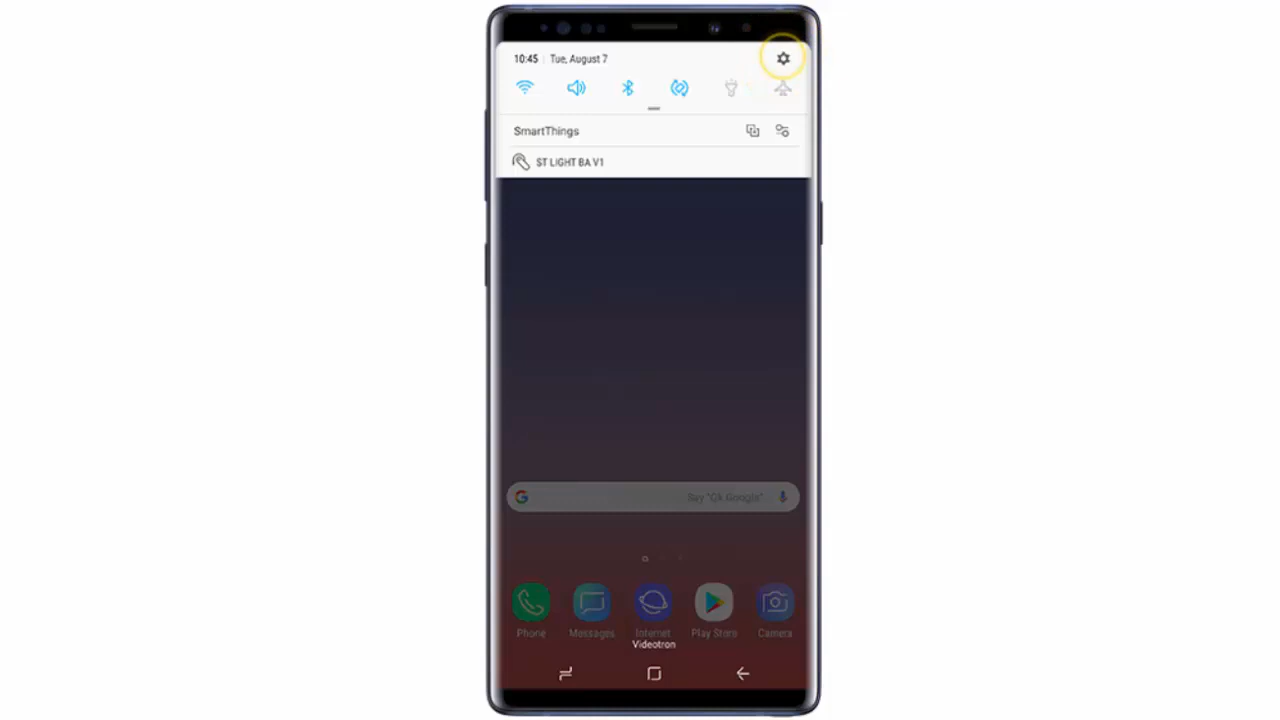 10:45 Tue, August 7
SmartThings
ST LIGHT BA V1
Say "Ok Google"
Phone Messages Internet Play Store Camera
Videotron